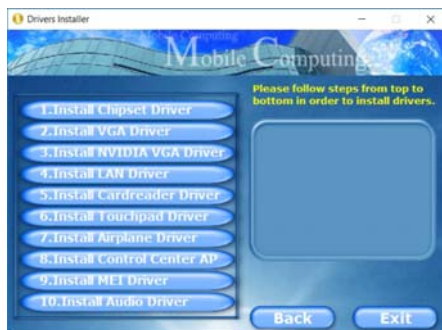 Drivers Installer
Mobile Computing
Mobile Computing
Please follow steps from top to
bottom in order to install drivers.
1.Install Chipset Driver
2.Install VGA Driver
3.Install NVIDIA VGA Driver
4.Install LAN Driver
5.Install Cardreader Driver
6.Install Touchpad Driver
7.Install Airplane Driver
8.Install Control Center AP
9.Install MEI Driver
10.Install Audio Driver
Back
Exit